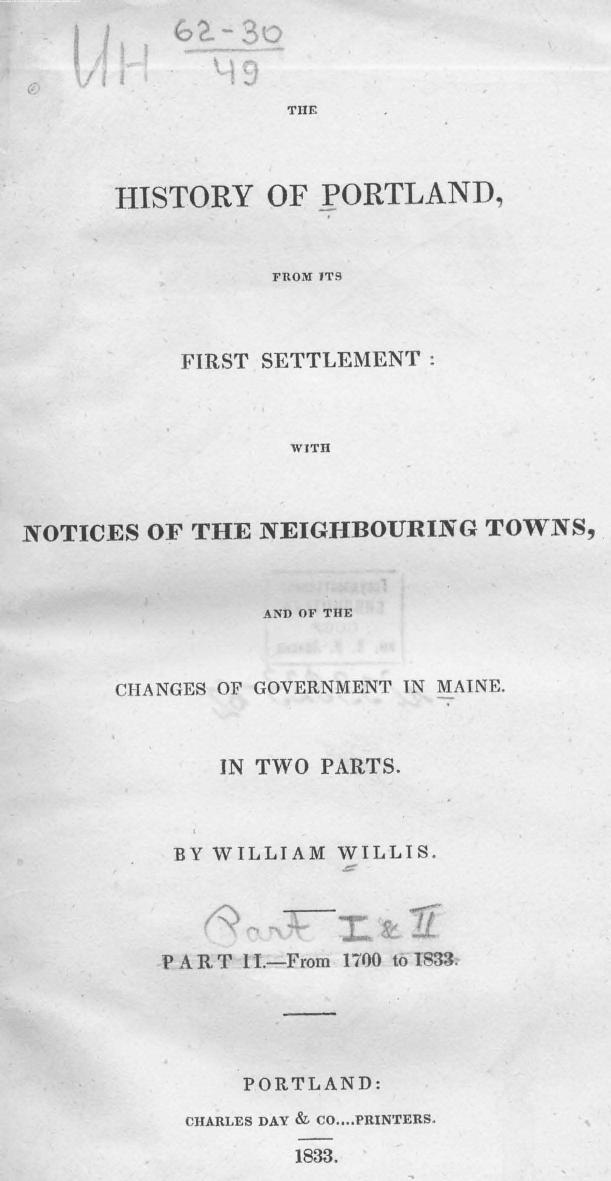 ИН 62-30
49
THE
HISTORY OF PORTLAND,
FROM ITS
FIRST SETTLEMENT :
WITH
NOTICES OF THE NEIGHBOURING TOWNS,
AND OF THE
CHANGES OF GOVERNMENT IN MAINE.
IN TWO PARTS.
BY WILLIAM WILLIS.
Part I & II
PART II.—From 1700 to 1833.
PORTLAND:
CHARLES DAY & CO....PRINTERS.
1833.